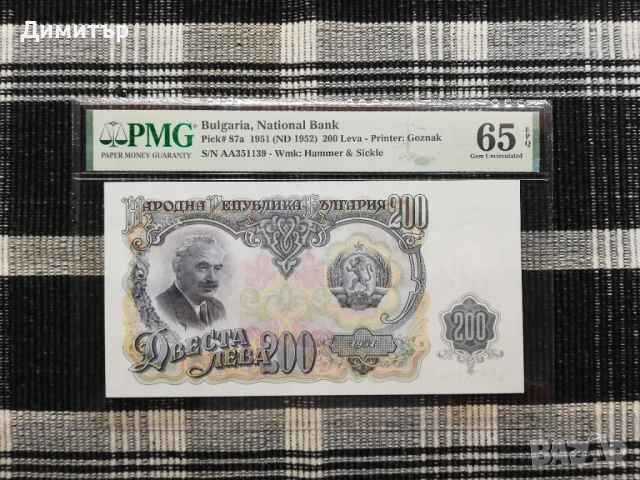 Димитър
PMG
PAPER MONEY GUARANTY
Bulgaria, National Bank
Pick# 87a 1951 (ND 1952) 200 Leva - Printer: Goznak
S/N AA351139 - Wmk: Hammer & Sickle
65 EPQ
Gem Uncirculated
Народна Република България 200
Двеста
лева 200
1951
200
BAZAR